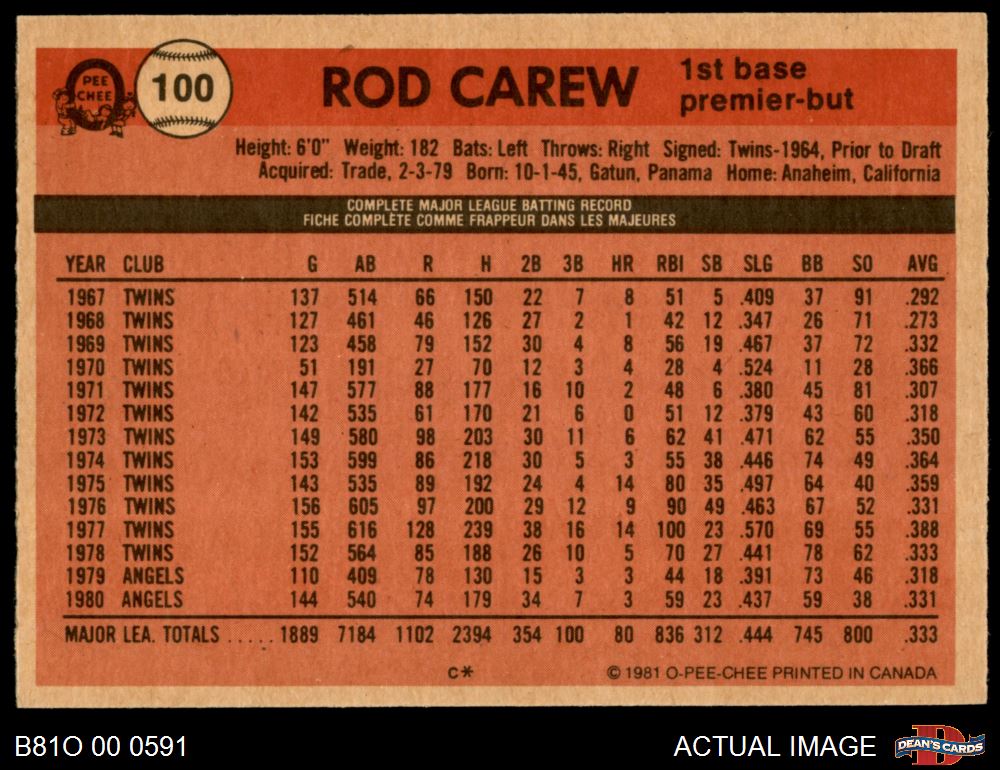 PEE
CHEE
100
ROD CAREW
1st base
premier-but
Height: 6'0" Weight: 182 Bats: Left Throws: Right Signed: Twins-1964, Prior to Draft
Acquired: Trade, 2-3-79 Born: 10-1-45, Gatun, Panama Home: Anaheim, California
COMPLETE MAJOR LEAGUE BATTING RECORD
FICHE COMPLÈTE COMME FRAPPEUR DANS LES MAJEURES
YEAR CLUB G AB R H 2B 3B HR RBI SB SLG BB SO AVG
1967 TWINS 137 514 66 150 22 7 8 51 5 .409 37 91 .292
1968 TWINS 127 461 46 126 27 2 1 42 12 .347 26 71 .273
1969 TWINS 123 458 79 152 30 4 8 56 19 .467 37 72 .332
1970 TWINS 51 191 27 70 12 3 4 28 4 .524 11 28 .366
1971 TWINS 147 577 88 177 16 10 2 48 6 .380 45 81 .307
1972 TWINS 142 535 61 170 21 6 0 51 12 .379 43 60 .318
1973 TWINS 149 580 98 203 30 11 6 62 41 .471 62 55 .350
1974 TWINS 153 599 86 218 30 5 3 55 38 .446 74 49 .364
1975 TWINS 143 535 89 192 24 4 14 80 35 .497 64 40 .359
1976 TWINS 156 605 97 200 29 12 9 90 49 .463 67 52 .331
1977 TWINS 155 616 128 239 38 16 14 100 23 .570 69 55 .388
1978 TWINS 152 564 85 188 26 10 5 70 27 .441 78 62 .333
1979 ANGELS 110 409 78 130 15 3 3 44 18 .391 73 46 .318
1980 ANGELS 144 540 74 179 34 7 3 59 23 .437 59 38 .331
MAJOR LEA. TOTALS ..... 1889 7184 1102 2394 354 100 80 836 312 .444 745 800 .333
C* © 1981 O-PEE-CHEE PRINTED IN CANADA
B81O 00 0591
ACTUAL IMAGE
D
DEAN'S CARDS